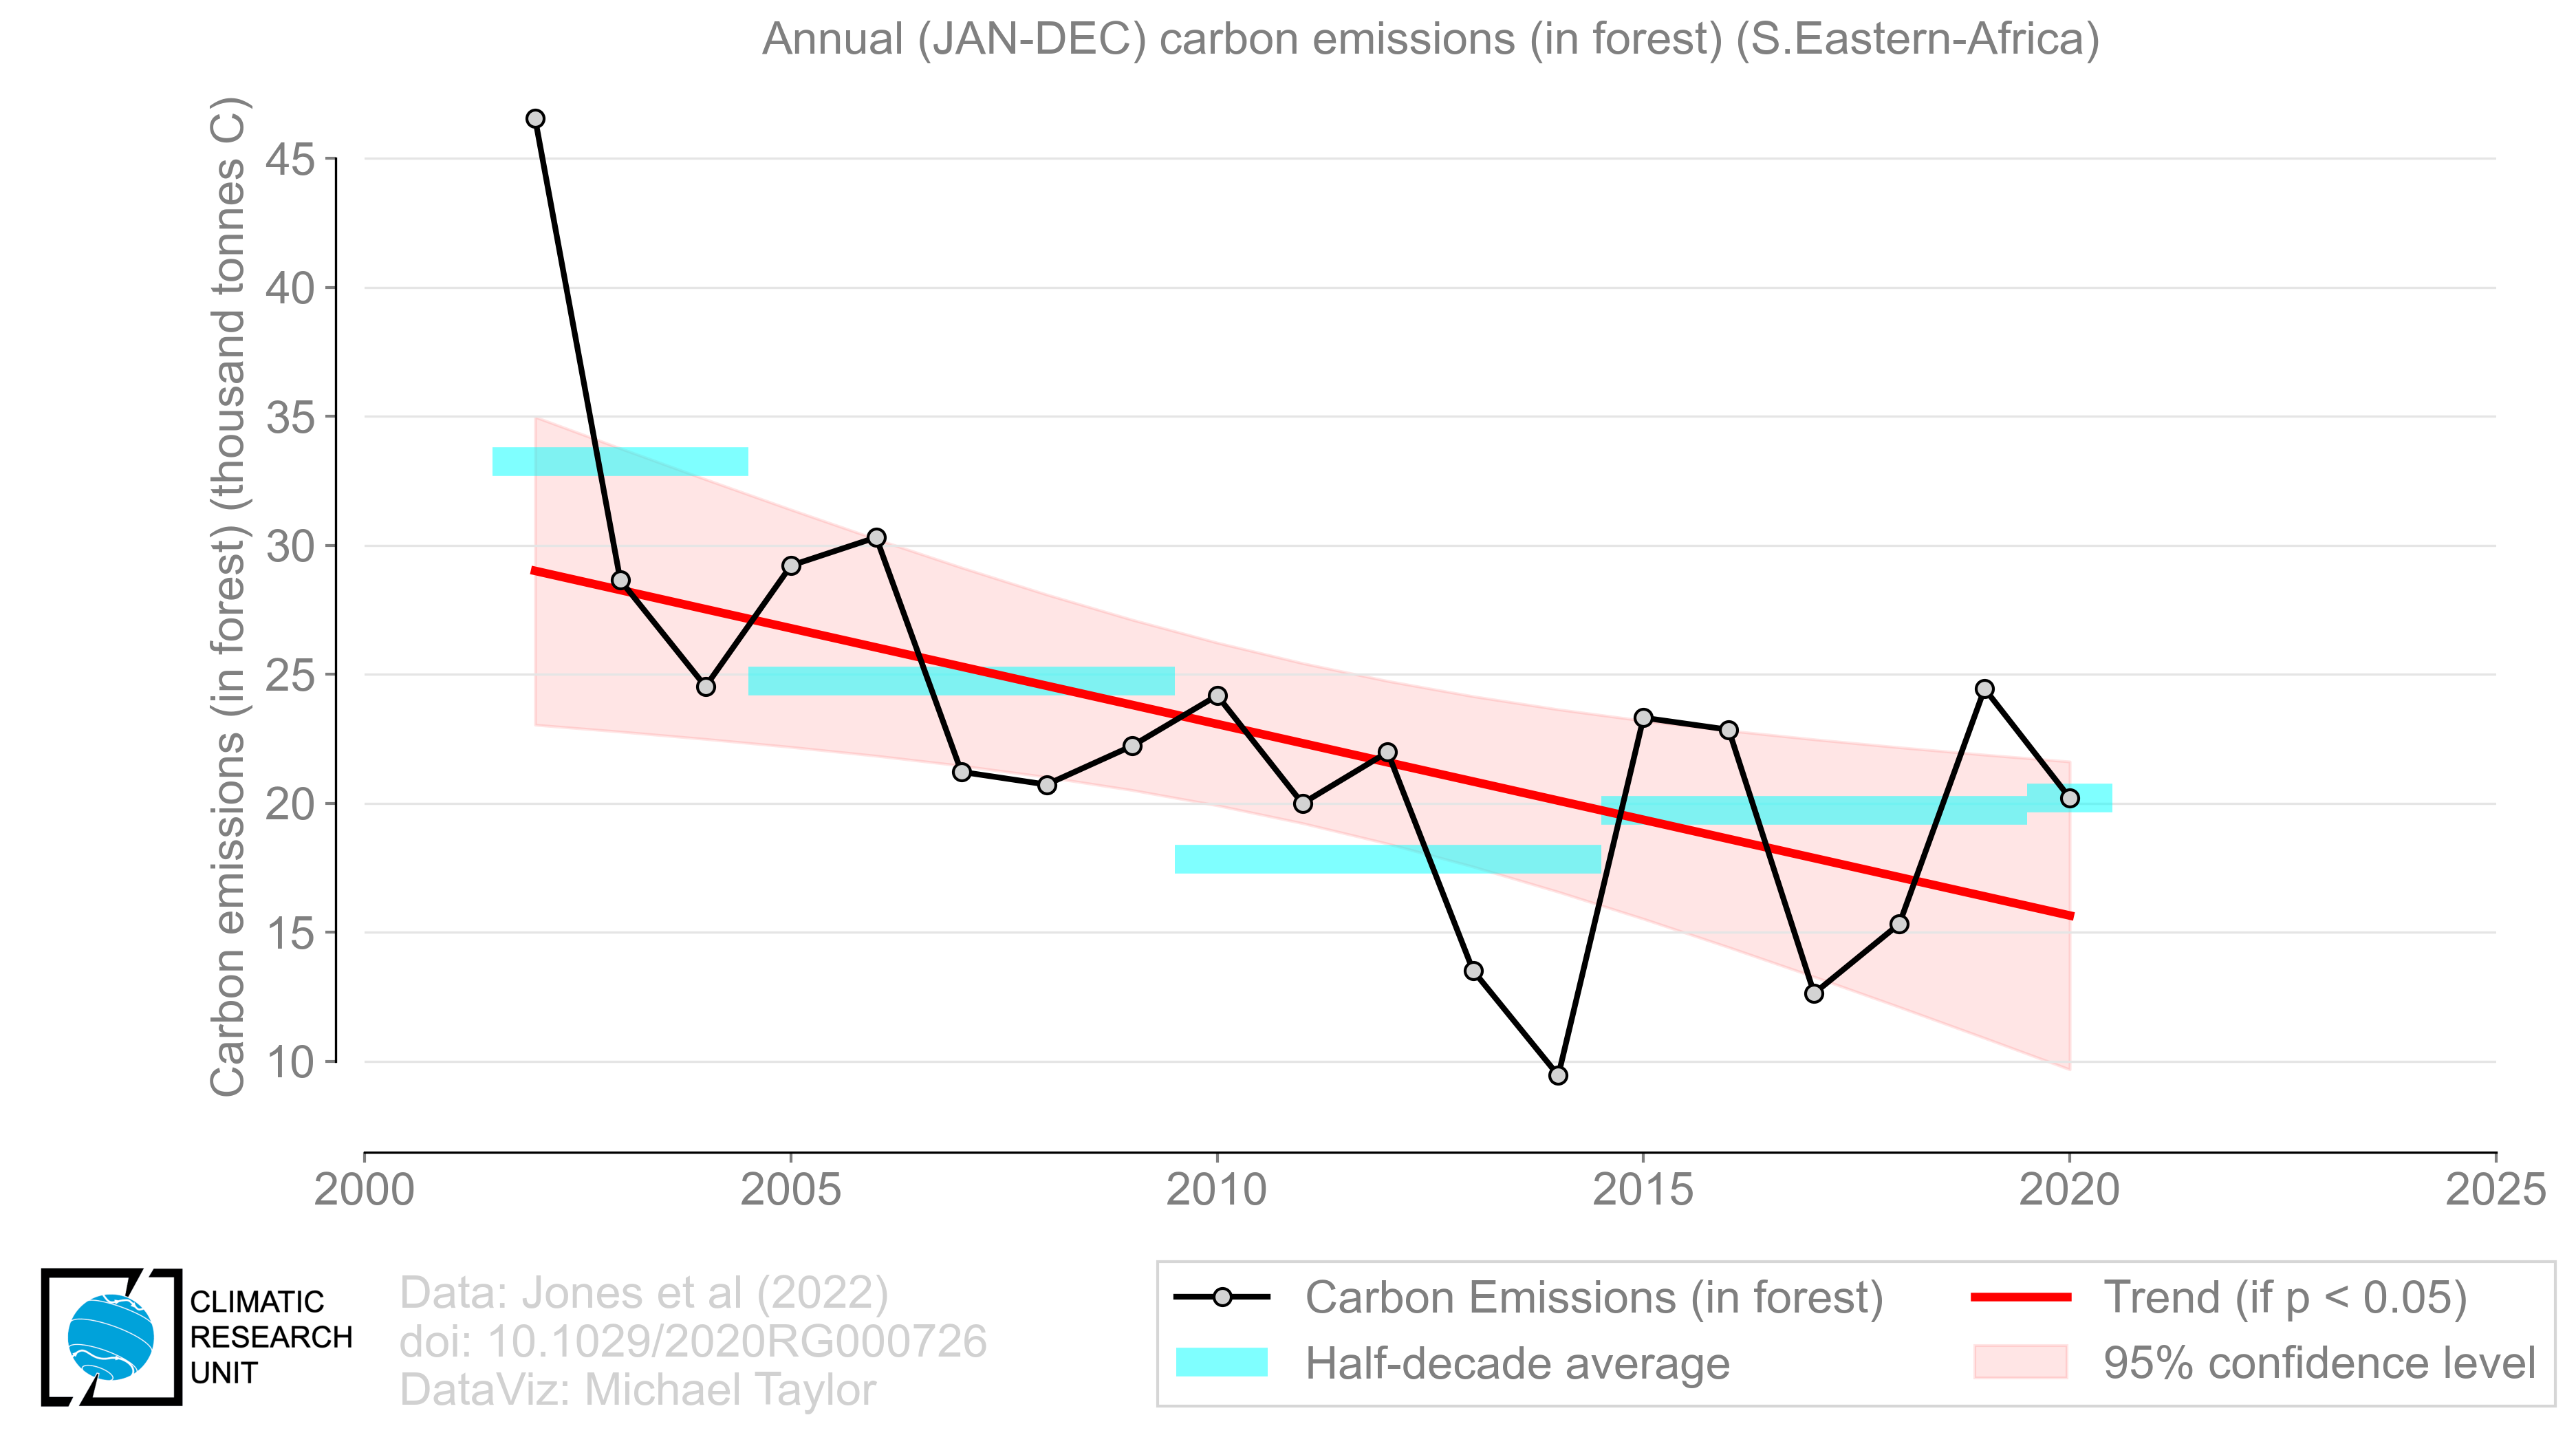 Annual (JAN-DEC) carbon emissions (in forest) (S.Eastern-Africa)
Carbon emissions (in forest) (thousand tonnes C)
45
40
35
30
25
20
15
10
2000 2005 2010 2015 2020 2025
CLIMATIC
RESEARCH
UNIT
Data: Jones et al (2022)
doi: 10.1029/2020RG000726
DataViz: Michael Taylor
Carbon Emissions (in forest)
Half-decade average
Trend (if p < 0.05)
95% confidence level